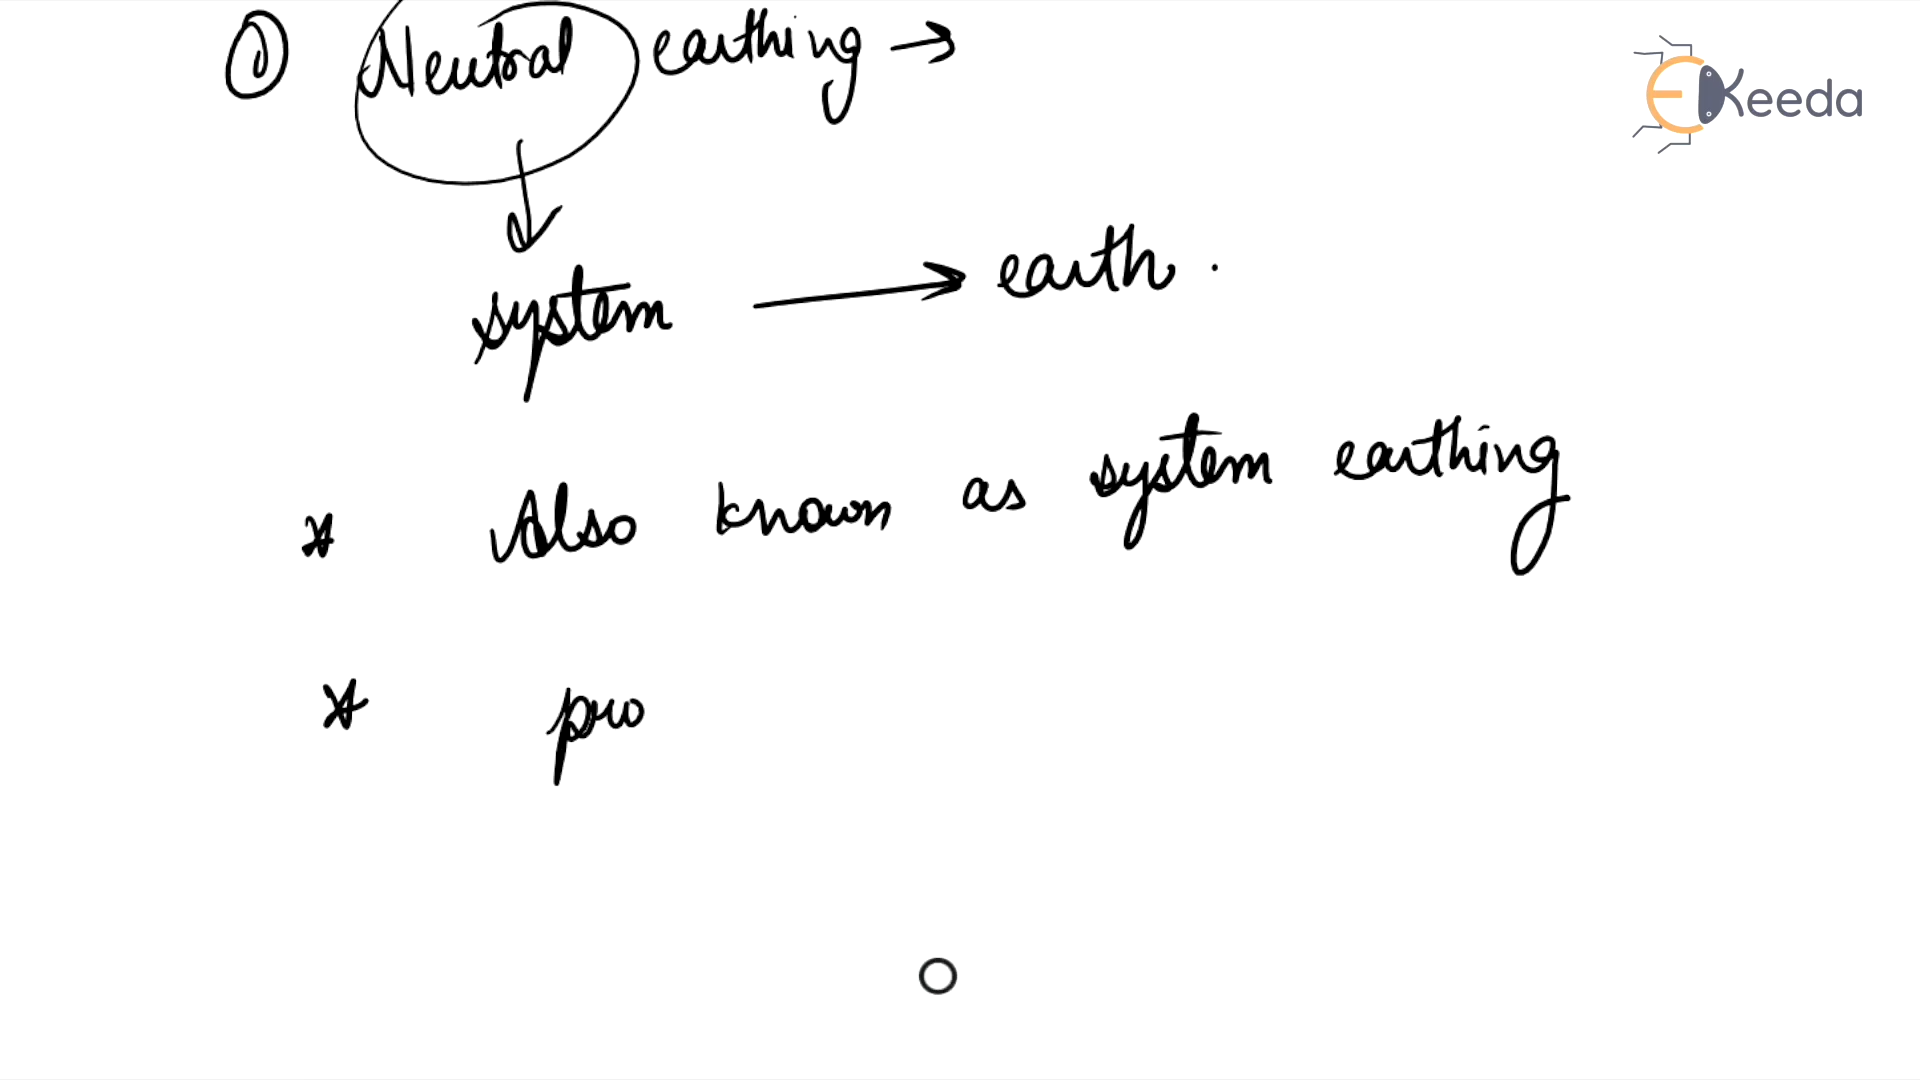 ① Neutral earthing →
EKeeda
system → earth.
* Also known as system earthing
* pro